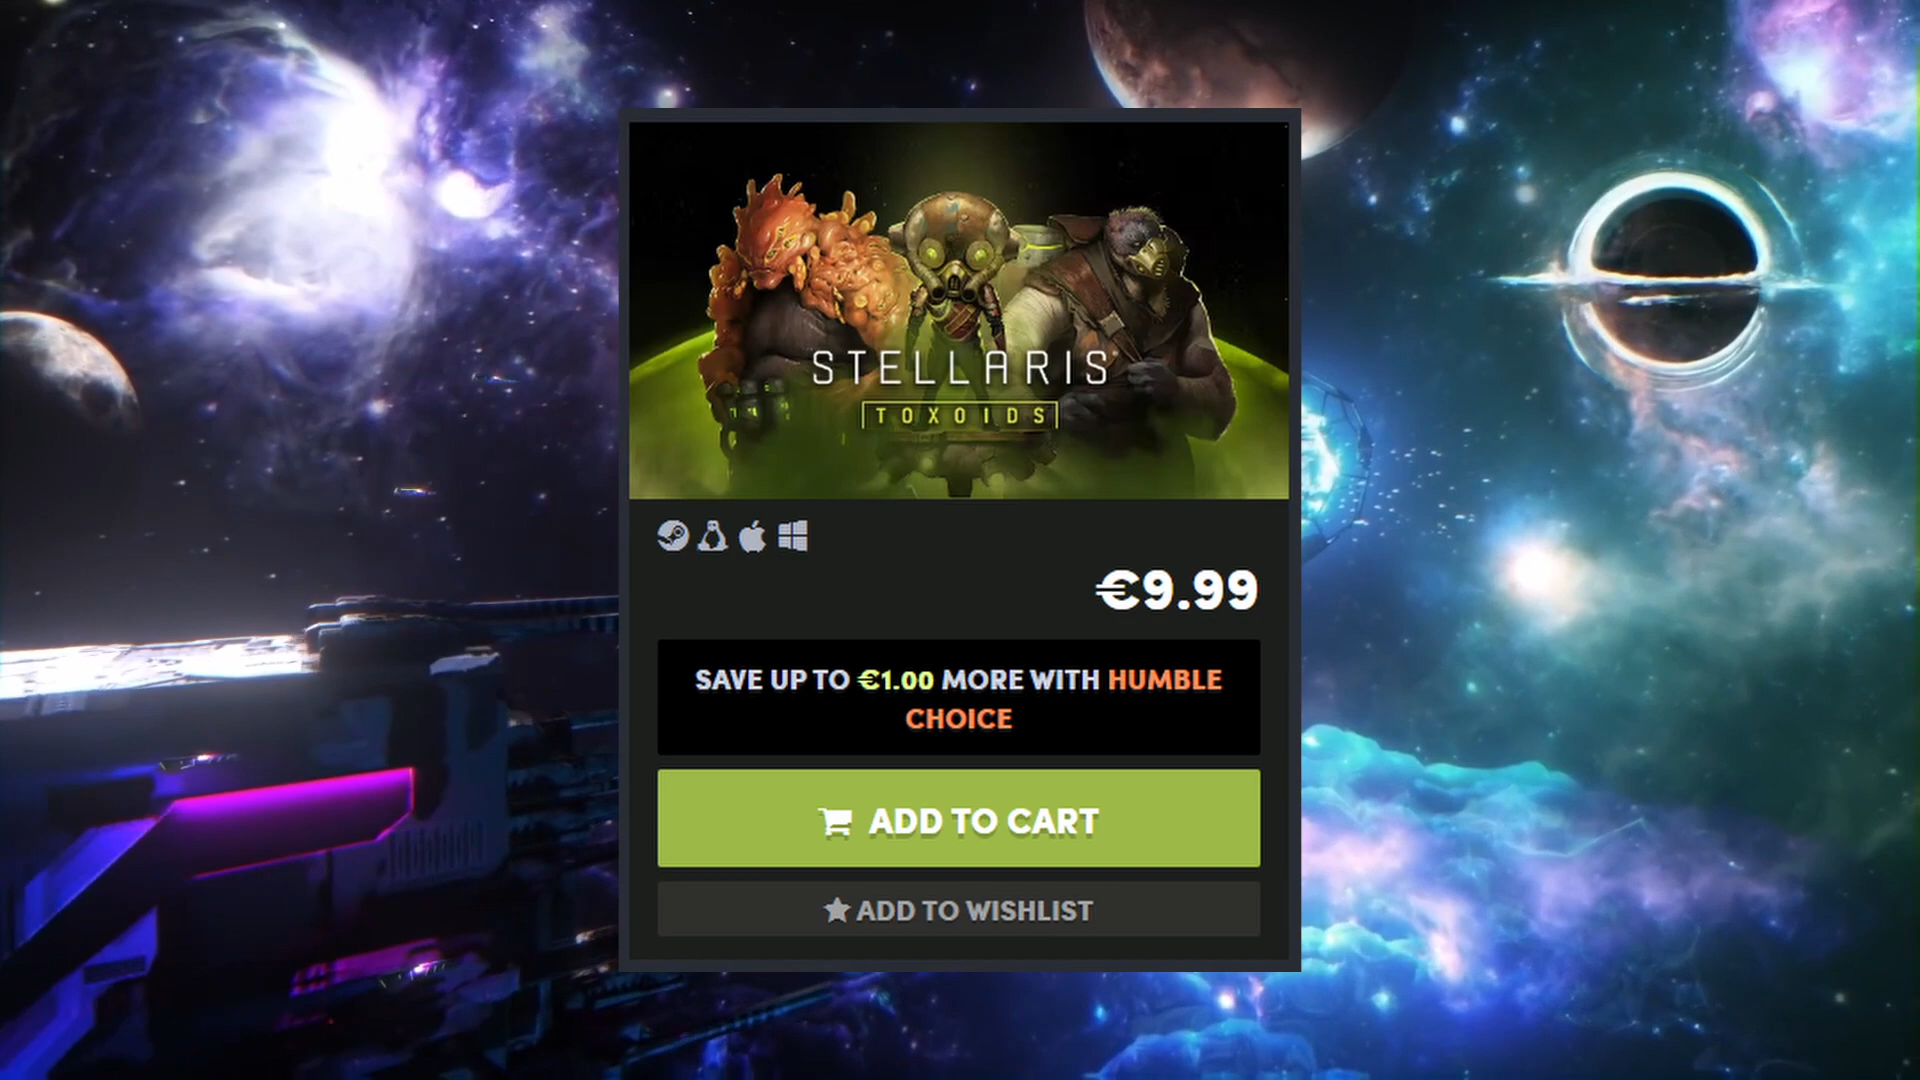 STELLARIS
TOXOIDS
€9.99
SAVE UP TO €1.00 MORE WITH HUMBLE
CHOICE
ADD TO CART
ADD TO WISHLIST